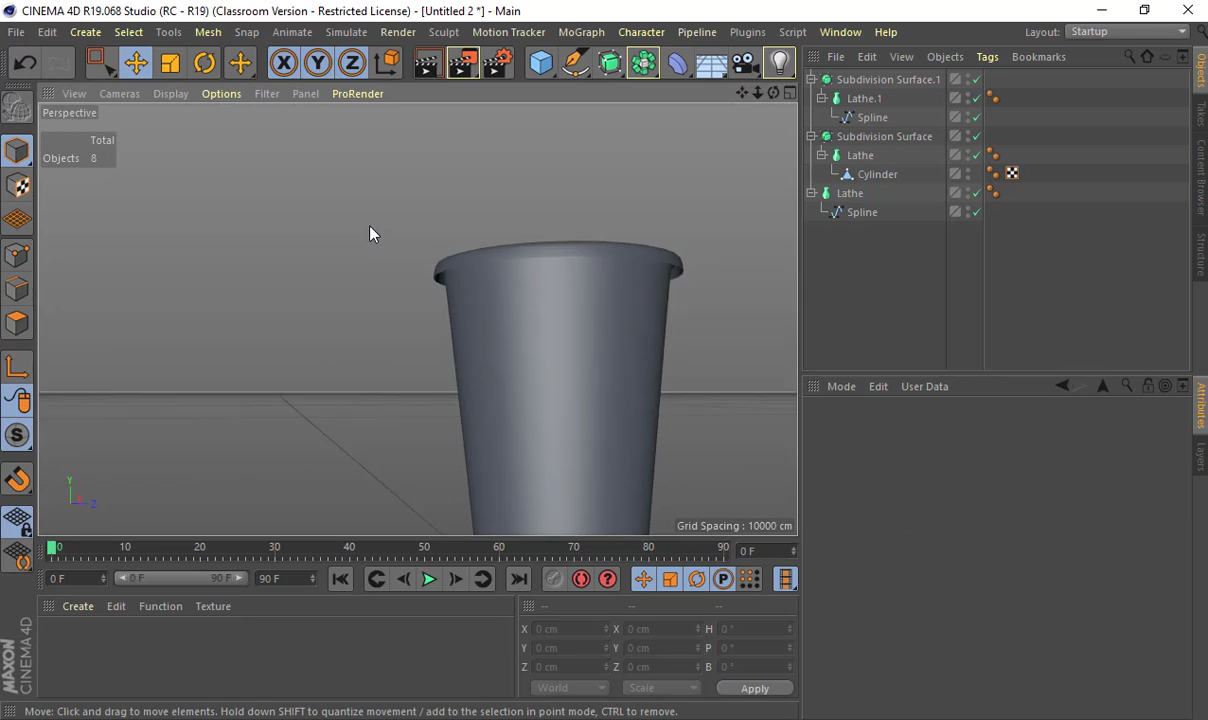 CINEMA 4D R19.068 Studio (RC - R19) (Classroom Version - Restricted License) - [Untitled 2 *] - Main
File Edit Create Select Tools Mesh Snap Animate Simulate Render Sculpt Motion Tracker MoGraph Character Pipeline Plugins Script Window Help Layout: Startup
X Y Z
File Edit View Objects Tags Bookmarks
View Cameras Display Options Filter Panel ProRender
Perspective
Total
Objects 8
Subdivision Surface.1
Lathe.1
Spline
Subdivision Surface
Lathe
Cylinder
Lathe
Spline
Objects
Takes
Content Browser
Structure
Mode Edit User Data
Attributes
Layers
Y
X
Z
Grid Spacing : 10000 cm
0 10 20 30 40 50 60 70 80 90 0 F
0 F 0 F 90 F 90 F
P
Create Edit Function Texture
-- -- --
X 0 cm X 0 cm H 0 °
Y 0 cm Y 0 cm P 0 °
Z 0 cm Z 0 cm B 0 °
World Scale Apply
MAXON
CINEMA 4D
Move: Click and drag to move elements. Hold down SHIFT to quantize movement / add to the selection in point mode, CTRL to remove.